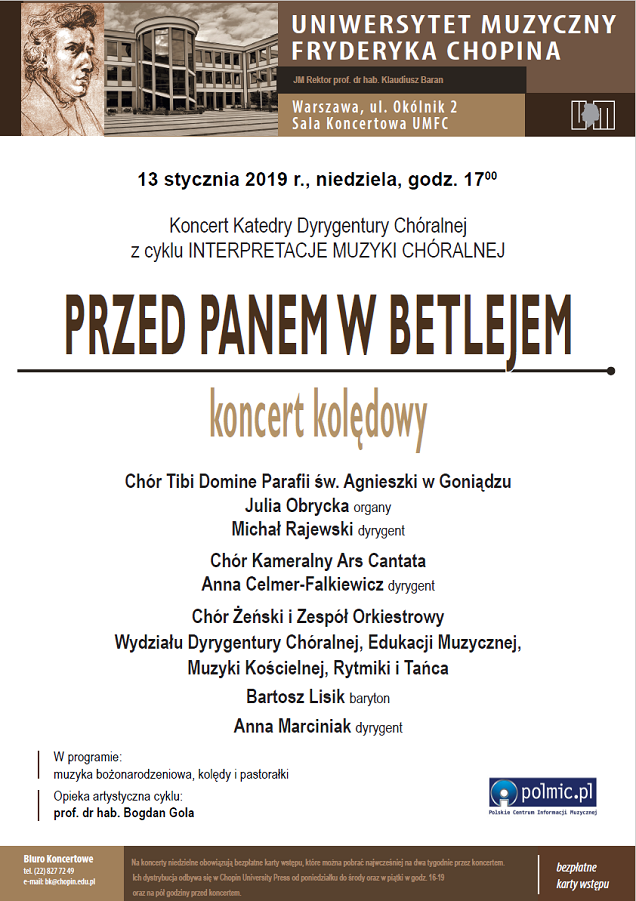 UNIWERSYTET MUZYCZNY
FRYDERYKA CHOPINA
JM Rektor prof. dr hab. Klaudiusz Baran
Warszawa, ul. Okólnik 2
Sala Koncertowa UMFC
13 stycznia 2019 r., niedziela, godz. 17⁰⁰
Koncert Katedry Dyrygentury Chóralnej
z cyklu INTERPRETACJE MUZYKI CHÓRALNEJ
PRZED PANEM W BETLEJEM
koncert kolędowy
Chór Tibi Domine Parafii św. Agnieszki w Goniądzu
Julia Obrycka organy
Michał Rajewski dyrygent
Chór Kameralny Ars Cantata
Anna Celmer-Falkiewicz dyrygent
Chór Żeński i Zespół Orkiestrowy
Wydziału Dyrygentury Chóralnej, Edukacji Muzycznej,
Muzyki Kościelnej, Rytmiki i Tańca
Bartosz Lisik baryton
Anna Marciniak dyrygent
W programie:
muzyka bożonarodzeniowa, kolędy i pastorałki
Opieka artystyczna cyklu:
prof. dr hab. Bogdan Gola
polmic.pl
Polskie Centrum Informacji Muzycznej
Biuro Koncertowe
tel. (22) 827 72 49
e-mail: bk@chopin.edu.pl
Na koncerty niedzielne obowiązują bezpłatne karty wstępu, które można pobrać najwcześniej na dwa tygodnie przez koncertem.
Ich dystrybucja odbywa się w Chopin University Press od poniedziałku do środy oraz w piątki w godz. 16-19
oraz na pół godziny przed koncertem.
bezpłatne
karty wstępu